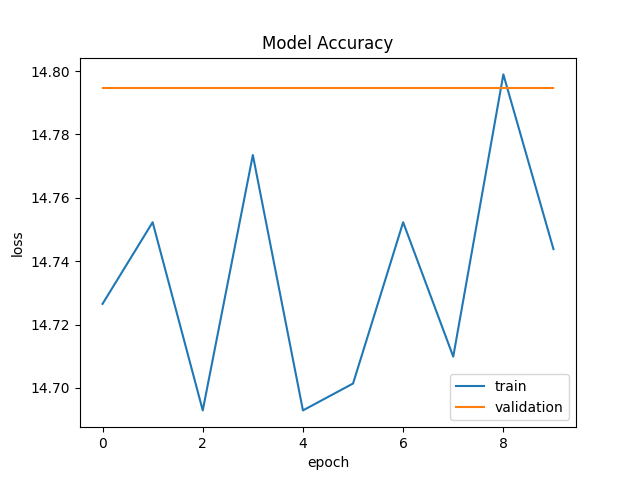 Model Accuracy
14.80
14.78
14.76
14.74
14.72
14.70
loss
0 2 4 6 8
epoch
train
validation